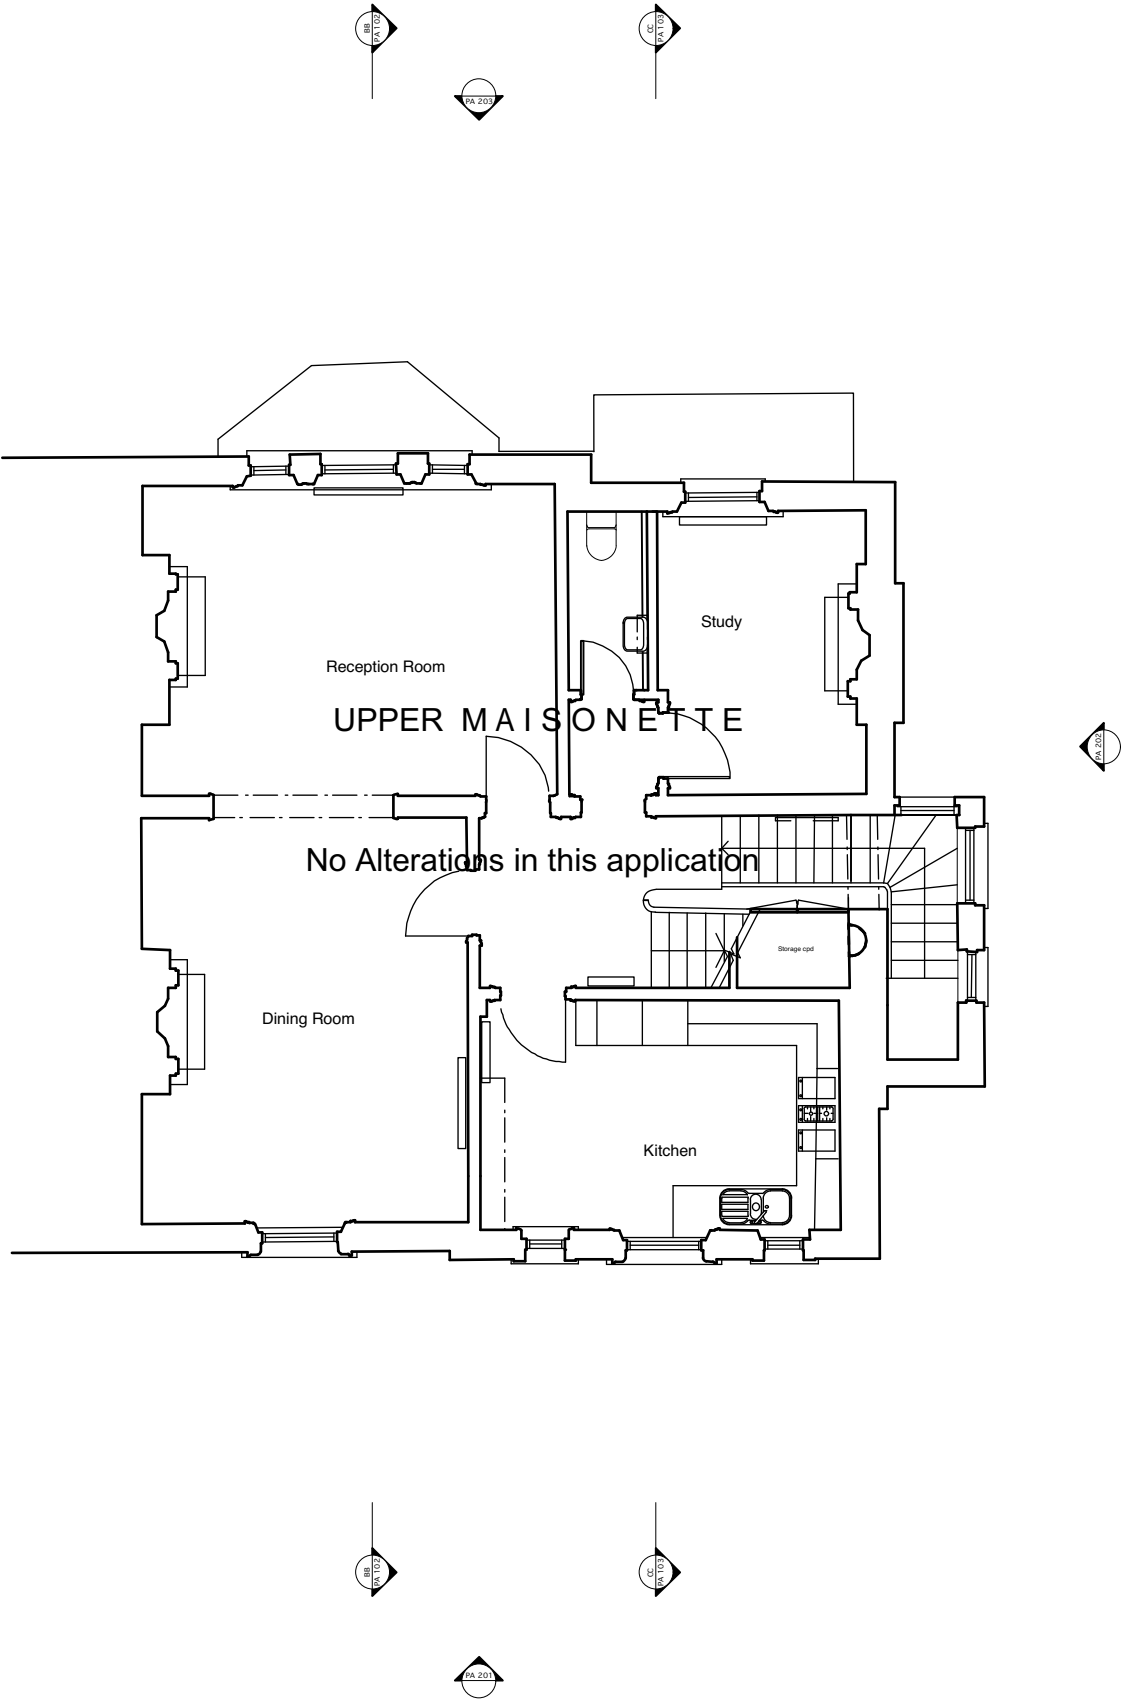 BB
PA 102
CC
PA 103
PA 203
Study
Reception Room
UPPER MAISONETTE
PA 202
No Alterations in this application
Storage cpd
Dining Room
Kitchen
BB
PA 102
CC
PA 103
PA 201